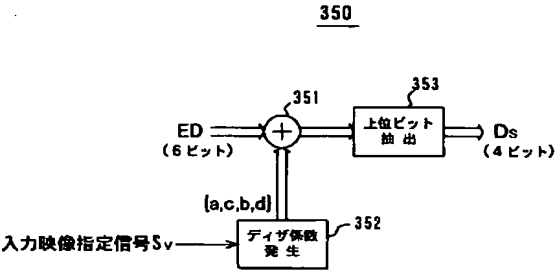 350
351
353
ED
(6ビット)
上位ビット
抽出
Ds
(4ビット)
{a,c,b,d}
352
入力映像指定信号Sv
ディザ係数
発生